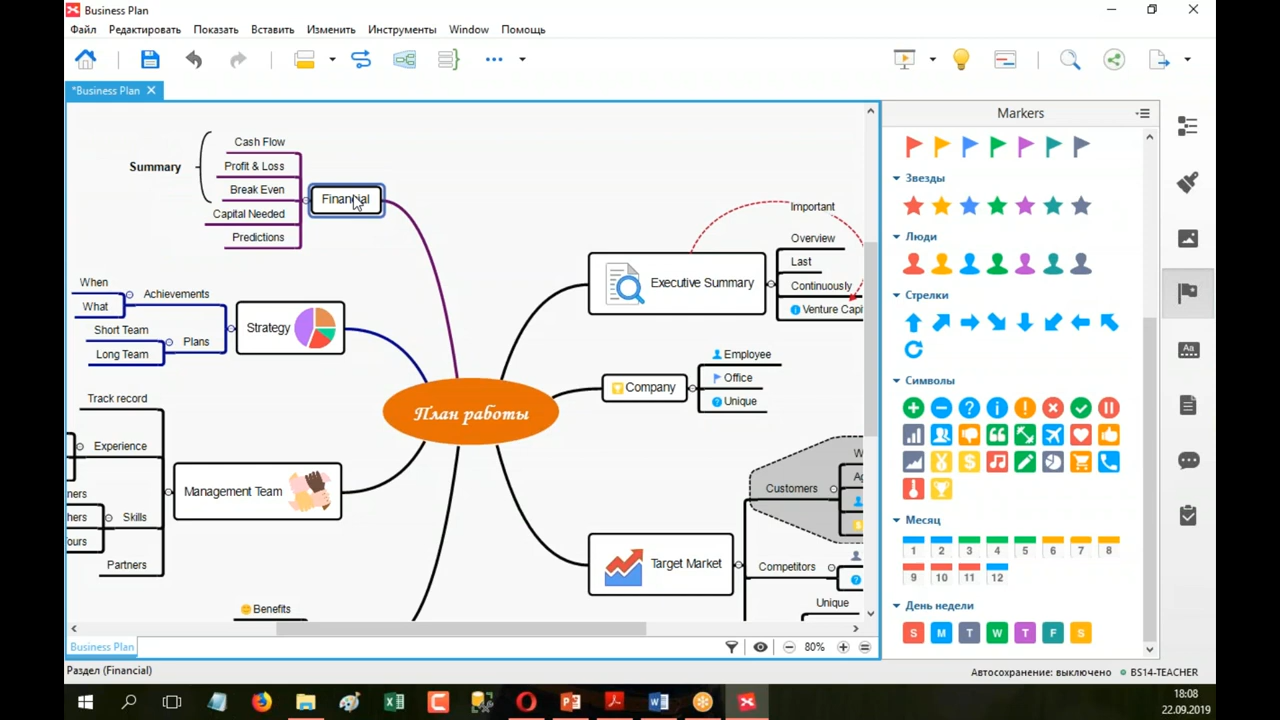 Business Plan
Файл Редактировать Показать Вставить Изменить Инструменты Window Помощь
*Business Plan
Markers
Summary
Cash Flow
Profit & Loss
Break Even
Capital Needed
Predictions
Financial
Important
Overview
Last
Continuously
Executive Summary
When
What
Achievements
Short Team
Long Team
Plans
Strategy
Employee
Office
Unique
Company
План работы
Track record
Experience
Skills
Partners
Management Team
Customers
Competitors
Unique
Target Market
Benefits
Звезды
Люди
Стрелки
Символы
Месяц
1 2 3 4 5 6 7 8
9 10 11 12
День недели
S M T W T F S
Business Plan
80%
Раздел (Financial)
Автосохранение: выключено
BS14-TEACHER
18:08
22.09.2019